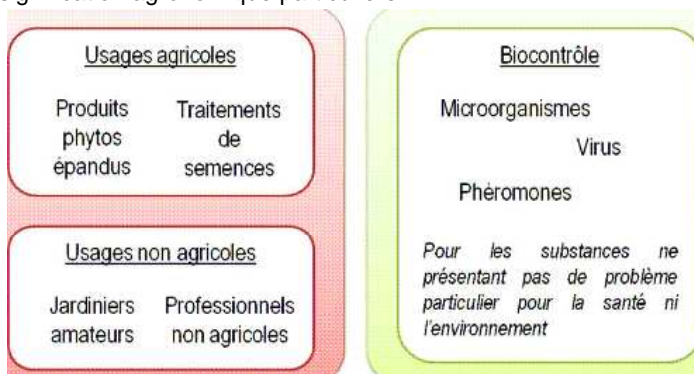 Usages agricoles
Produits
phytos
épandus
Traitements
de
semences
Usages non agricoles
Jardiniers
amateurs
Professionnels
non agricoles
Biocontrôle
Microorganismes
Virus
Phèromones
Pour les substances ne
présentant pas de problème
particulier pour la santé ni
l'environnement